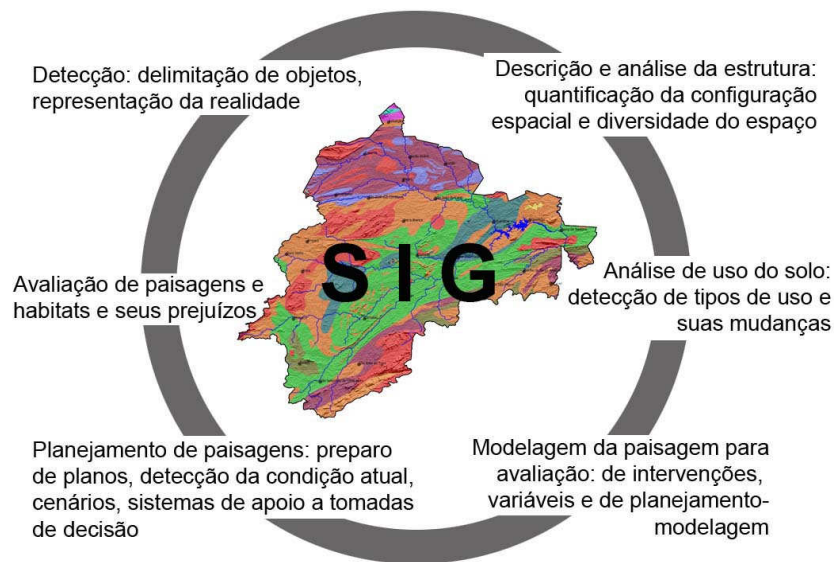 Detecção: delimitação de objetos,
representação da realidade
Descrição e análise da estrutura:
quantificação da configuração
espacial e diversidade do espaço
SIG
Avaliação de paisagens e
habitats e seus prejuízos
Análise de uso do solo:
detecção de tipos de uso e
suas mudanças
Planejamento de paisagens: preparo
de planos, detecção da condição atual,
cenários, sistemas de apoio a tomadas
de decisão
Modelagem da paisagem para
avaliação: de intervenções,
variáveis e de planejamento-
modelagem